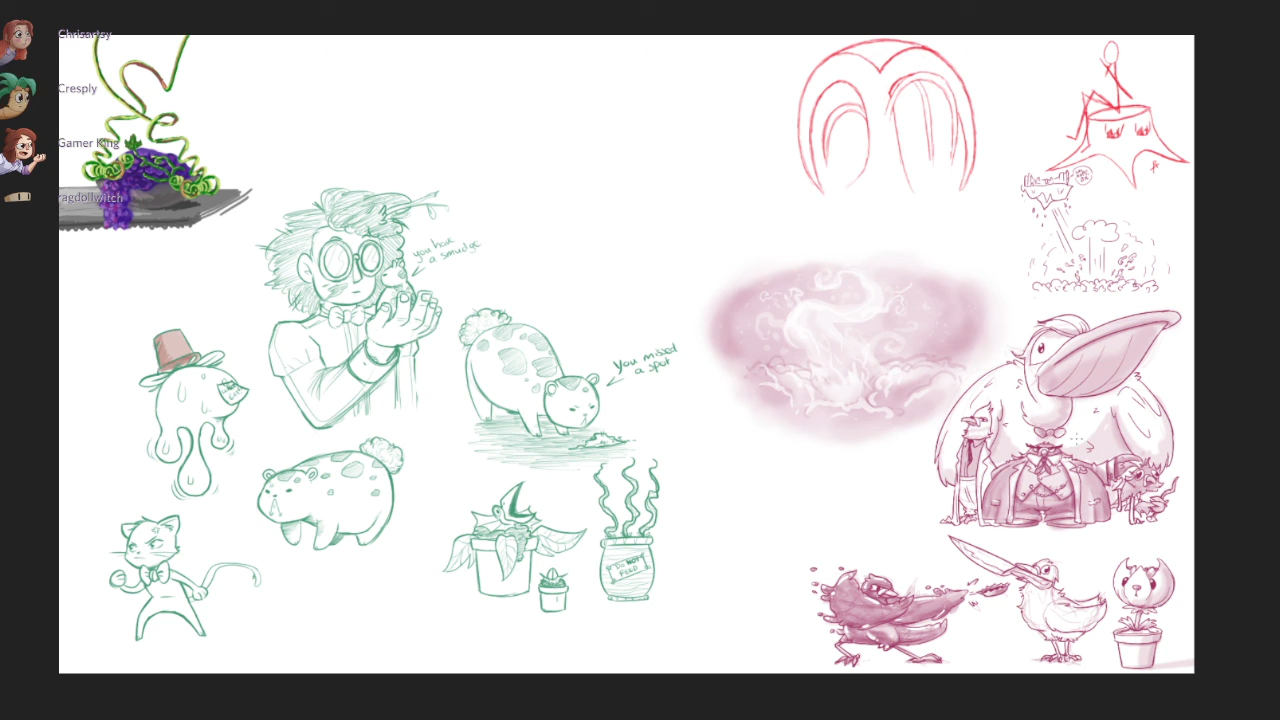 Chrisartsy
Cresply
Gamer King
ragdollwitch
you have
a smudge
You missed
a spot
DO NOT
FEED